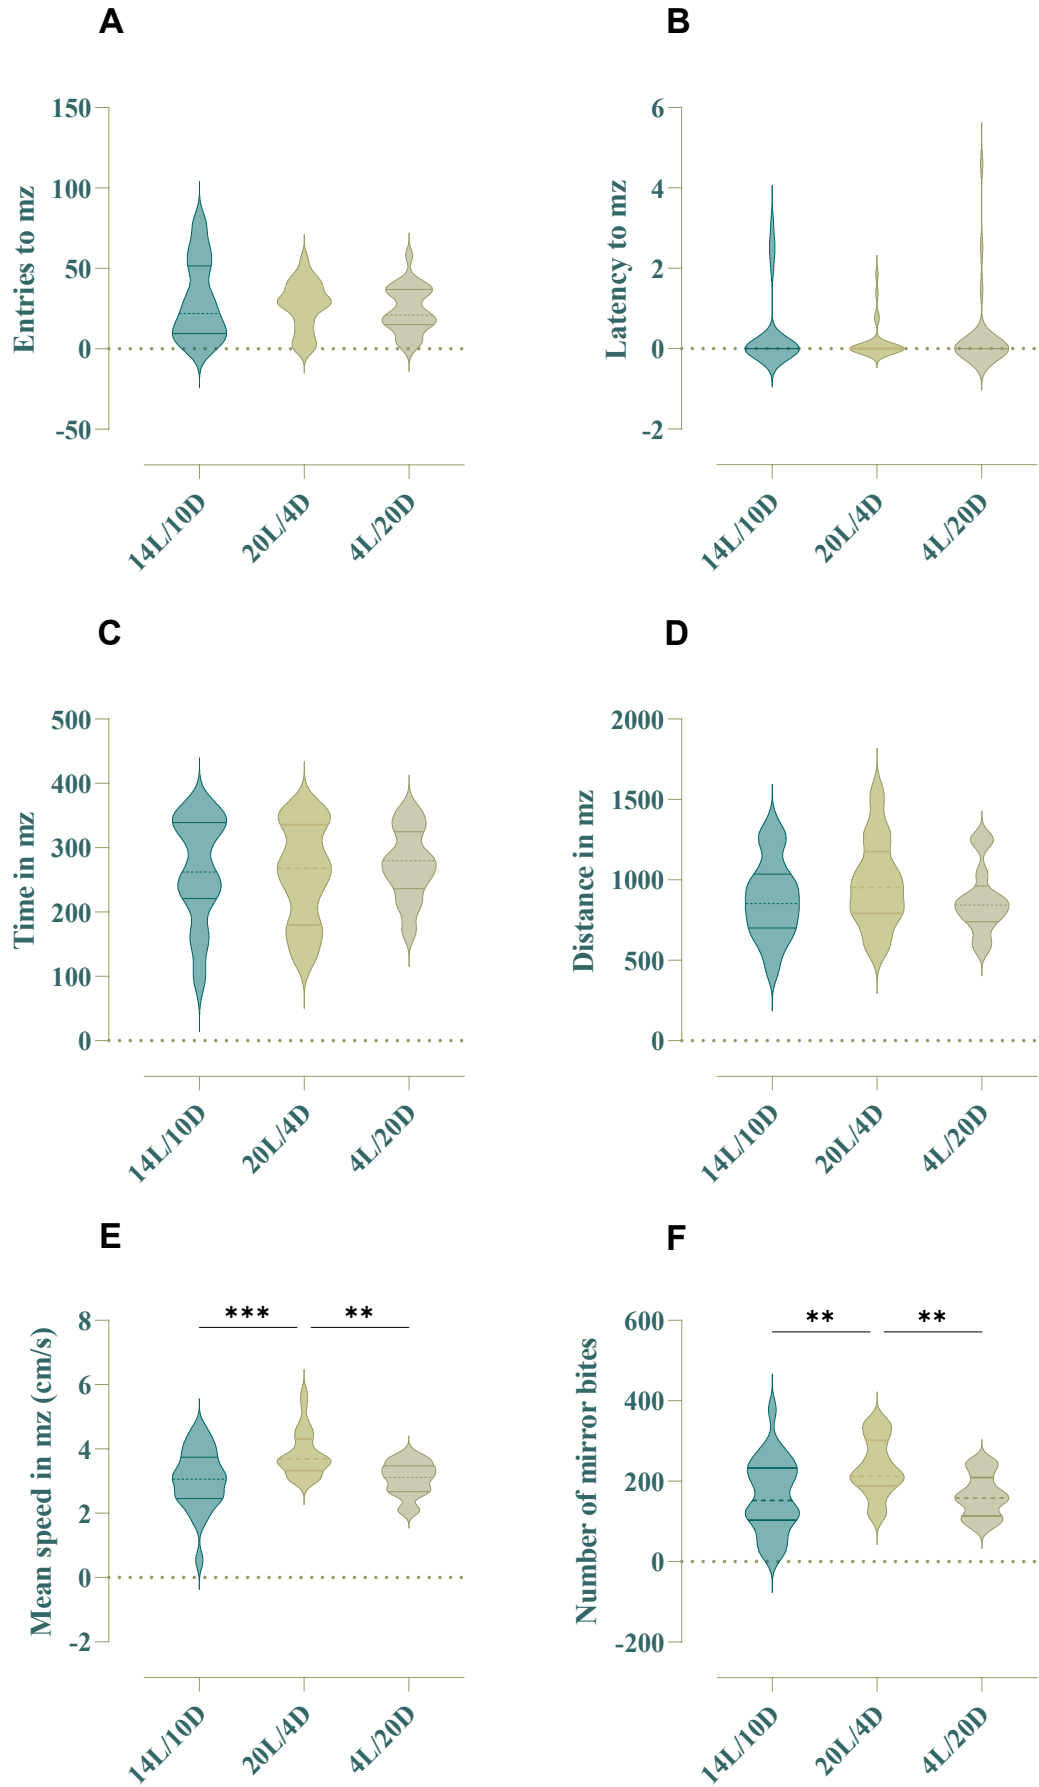 A
Entries to mz
150
100
50
0
-50
14L/10D
20L/4D
4L/20D
B
Latency to mz
6
4
2
0
-2
14L/10D
20L/4D
4L/20D
C
Time in mz
500
400
300
200
100
0
14L/10D
20L/4D
4L/20D
D
Distance in mz
2000
1500
1000
500
0
14L/10D
20L/4D
4L/20D
E
Mean speed in mz (cm/s)
8
6
4
2
0
-2
***
**
14L/10D
20L/4D
4L/20D
F
Number of mirror bites
600
400
200
0
-200
**
**
14L/10D
20L/4D
4L/20D